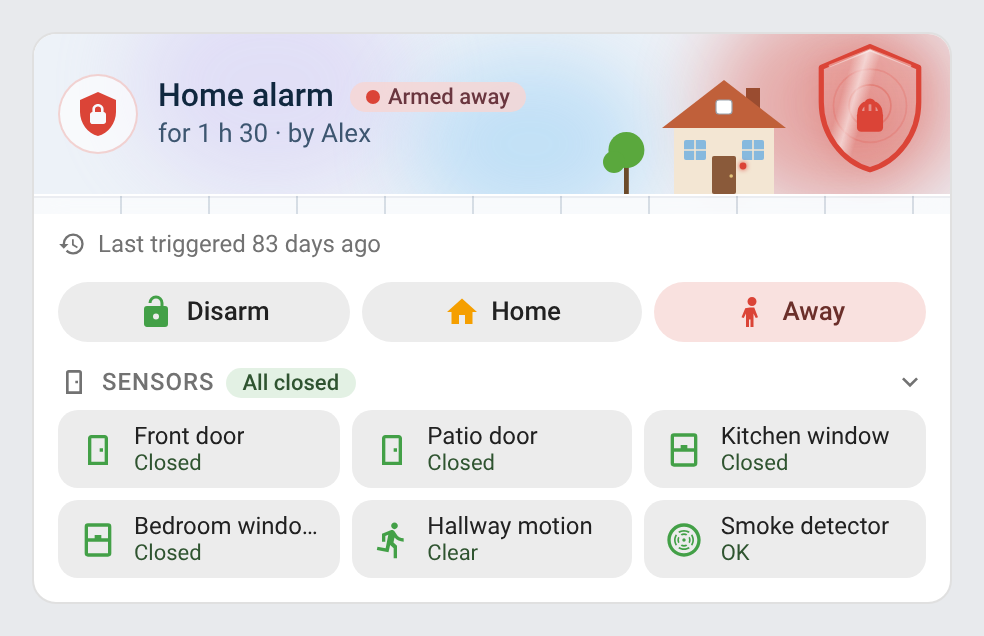 Home alarm
Armed away
for 1 h 30 · by Alex
Last triggered 83 days ago
Disarm
Home
Away
SENSORS
All closed
Front door
Closed
Patio door
Closed
Kitchen window
Closed
Bedroom windo…
Closed
Hallway motion
Clear
Smoke detector
OK